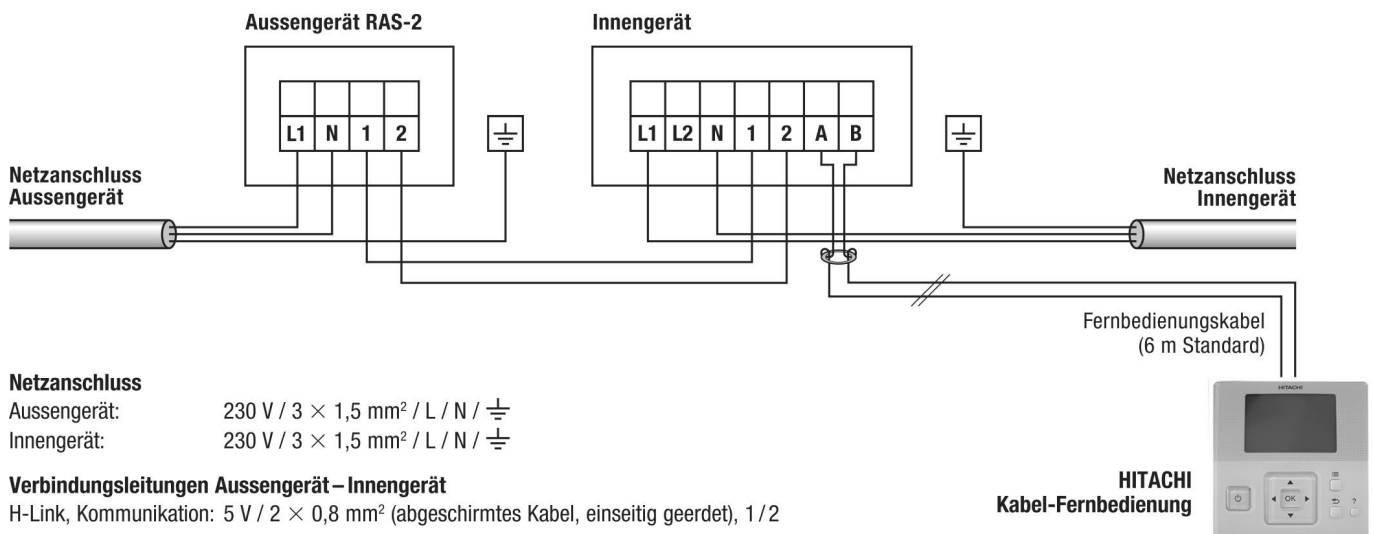 Aussengerät RAS-2
Innengerät
L1 N 1 2
L1 L2 N 1 2 A B
Netzanschluss
Aussengerät
Netzanschluss
Innengerät
Fernbedienungskabel
(6 m Standard)
Netzanschluss
Aussengerät: 230 V / 3 × 1,5 mm² / L / N / ⏚
Innengerät: 230 V / 3 × 1,5 mm² / L / N / ⏚
Verbindungsleitungen Aussengerät – Innengerät
H-Link, Kommunikation: 5 V / 2 × 0,8 mm² (abgeschirmtes Kabel, einseitig geerdet), 1 / 2
HITACHI
Kabel-Fernbedienung
HITACHI
OK
?